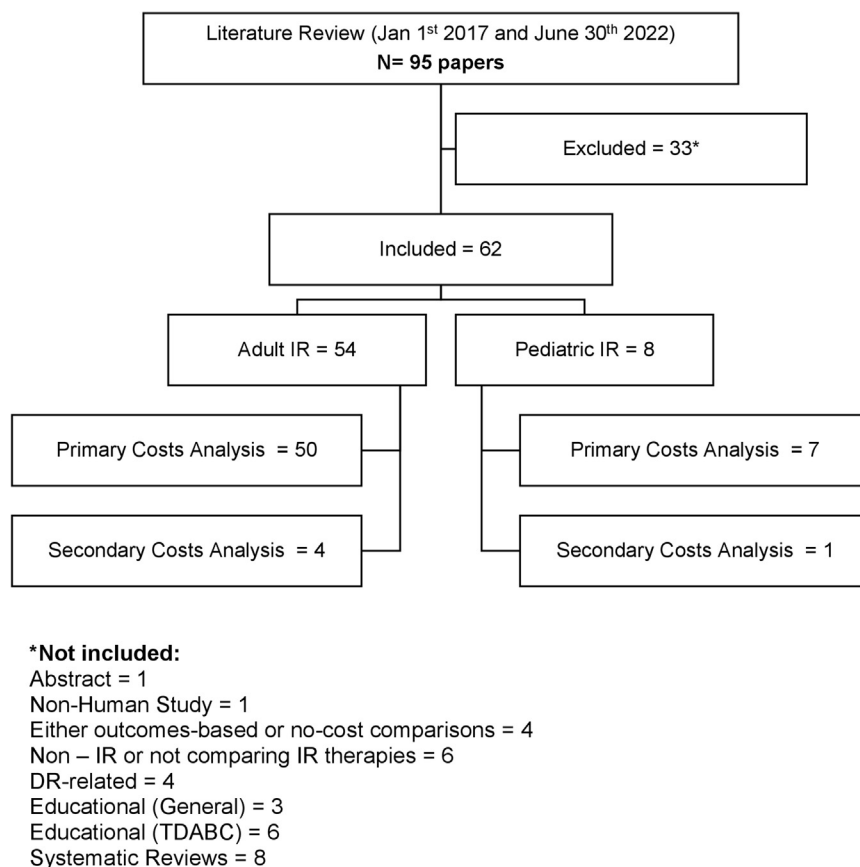 Literature Review (Jan 1st 2017 and June 30th 2022)
N= 95 papers
Excluded = 33*
Included = 62
Adult IR = 54
Pediatric IR = 8
Primary Costs Analysis = 50
Primary Costs Analysis = 7
Secondary Costs Analysis = 4
Secondary Costs Analysis = 1
*Not included:
Abstract = 1
Non-Human Study = 1
Either outcomes-based or no-cost comparisons = 4
Non – IR or not comparing IR therapies = 6
DR-related = 4
Educational (General) = 3
Educational (TDABC) = 6
Systematic Reviews = 8